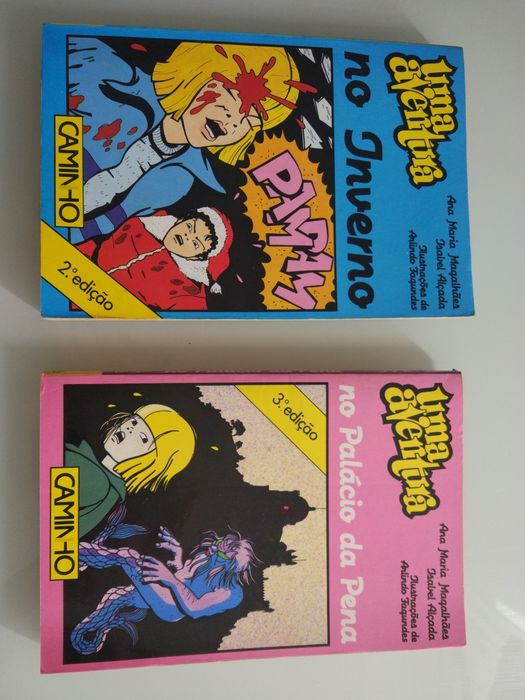 uma
aventura
Ana Maria Magalhães
Isabel Alçada
Ilustrações de
Arlindo Fagundes
no Inverno
PATAM
CAMINHO
2.ª edição
uma
aventura
Ana Maria Magalhães
Isabel Alçada
Ilustrações de
Arlindo Fagundes
no Palácio da Pena
3.ª edição
CAMINHO